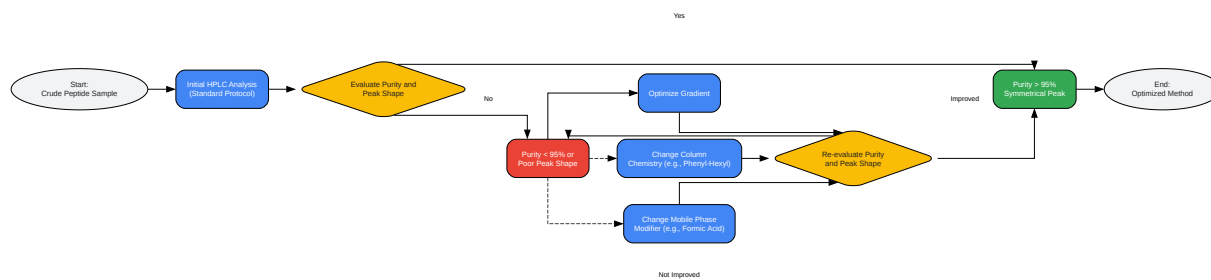 Yes
Start:
Crude Peptide Sample
Initial HPLC Analysis
(Standard Protocol)
Evaluate Purity and
Peak Shape
No
Optimize Gradient
Improved
Purity > 95%
Symmetrical Peak
End:
Optimized Method
Purity < 95% or
Poor Peak Shape
Change Column
Chemistry (e.g., Phenyl-Hexyl)
Re-evaluate Purity
and Peak Shape
Change Mobile Phase
Modifier (e.g., Formic Acid)
Not Improved